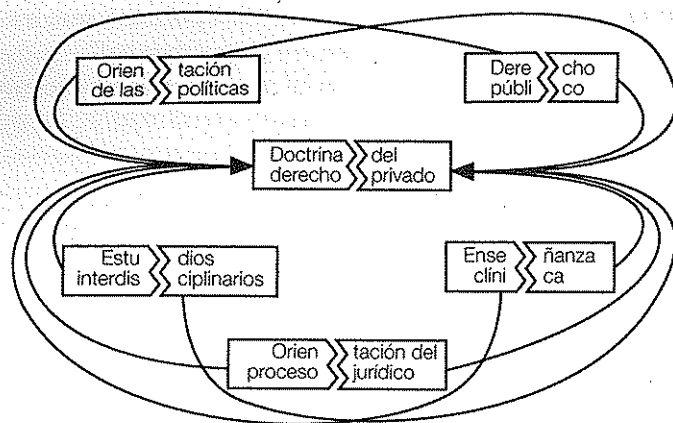 Orien tación
de las políticas
Dere cho
públi co
Doctrina del
derecho privado
Estu dios
interdis ciplinarios
Ense ñanza
clíni ca
Orien tación del
proceso jurídico